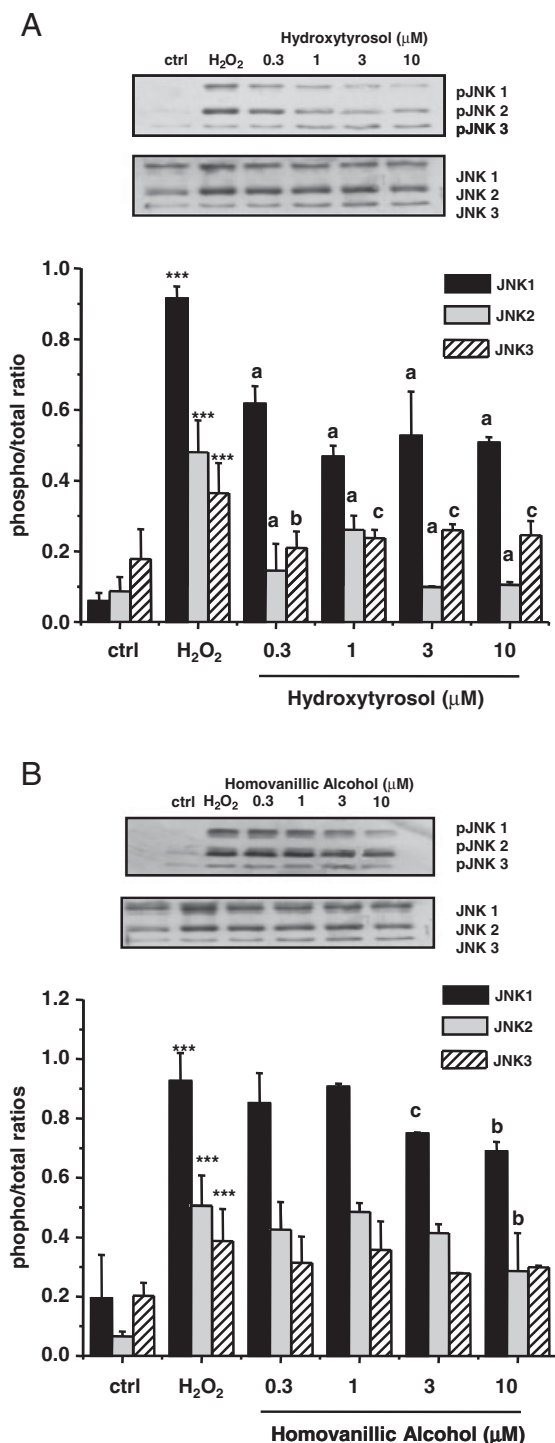 A
Hydroxytyrosol (μM)
ctrl H₂O₂ 0.3 1 3 10
pJNK 1
pJNK 2
pJNK 3
JNK 1
JNK 2
JNK 3
1.0
0.8
0.6
0.4
0.2
0.0
phospho/total ratio
JNK1
JNK2
JNK3
***
***
***
a
a
b
a
a
c
a
a
c
a
a
c
ctrl H₂O₂ 0.3 1 3 10
Hydroxytyrosol (μM)
B
Homovanillic Alcohol (μM)
ctrl H₂O₂ 0.3 1 3 10
pJNK 1
pJNK 2
pJNK 3
JNK 1
JNK 2
JNK 3
1.2
1.0
0.8
0.6
0.4
0.2
0.0
phopho/total ratios
JNK1
JNK2
JNK3
***
***
***
c
b
b
ctrl H₂O₂ 0.3 1 3 10
Homovanillic Alcohol (μM)